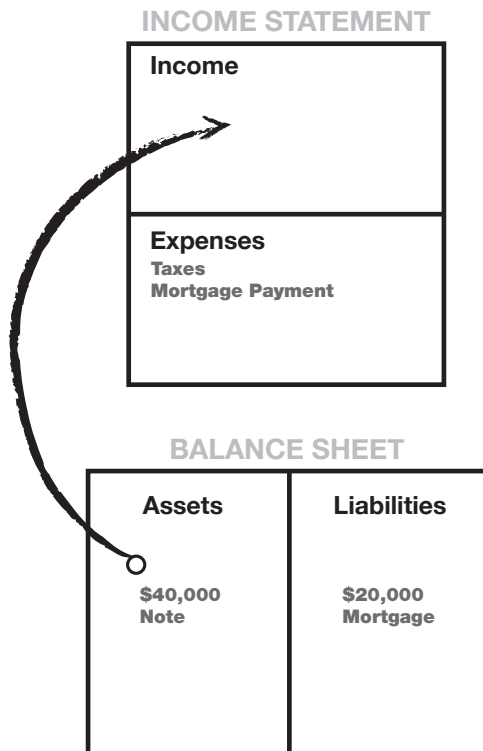 INCOME STATEMENT
Income
Expenses
Taxes
Mortgage Payment
BALANCE SHEET
Assets
$40,000
Note
Liabilities
$20,000
Mortgage